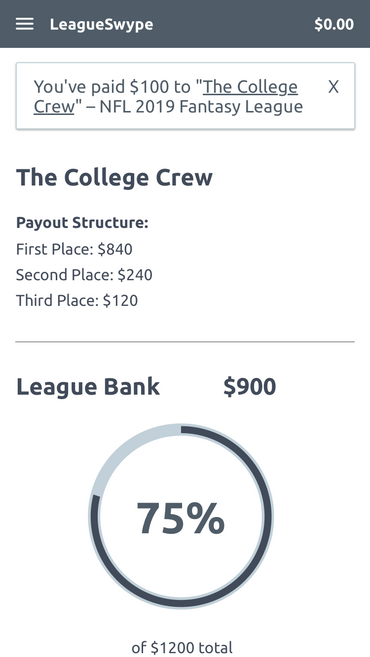 LeagueSwype $0.00
You've paid $100 to "The College X
Crew" – NFL 2019 Fantasy League
The College Crew
Payout Structure:
First Place: $840
Second Place: $240
Third Place: $120
League Bank $900
75%
of $1200 total